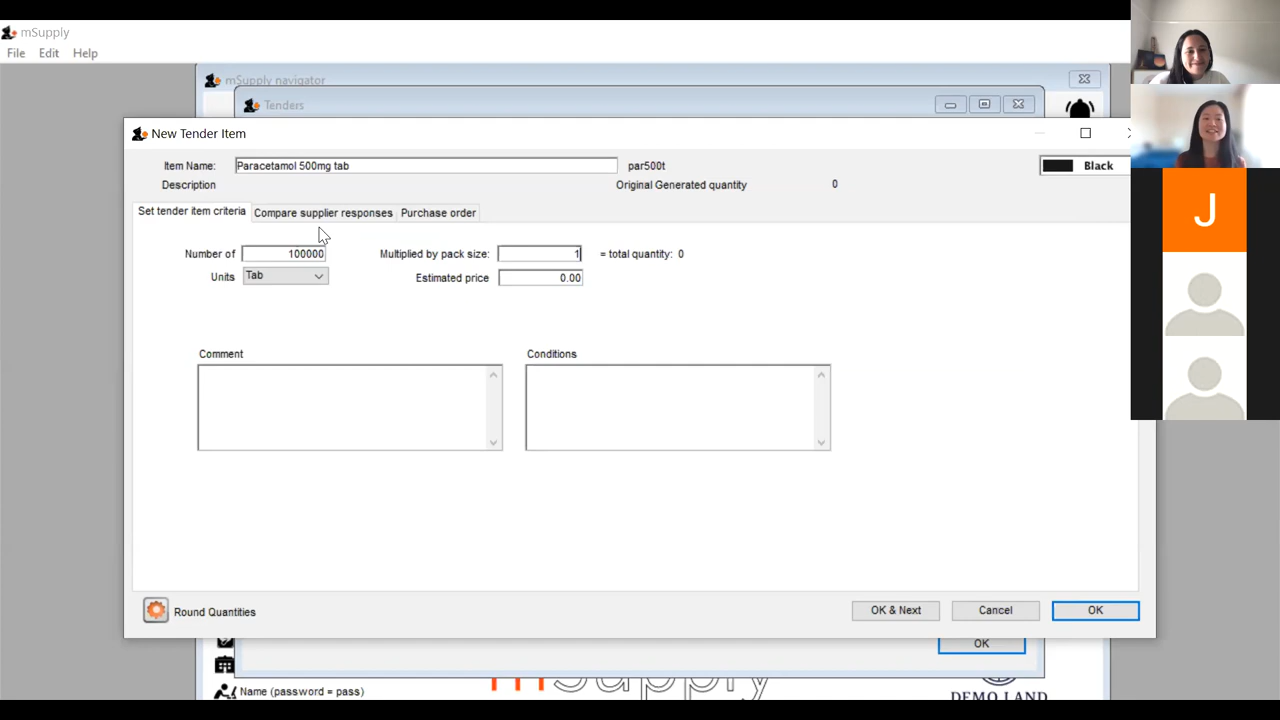 mSupply
File Edit Help
mSupply navigator
Tenders
New Tender Item
Item Name: Paracetamol 500mg tab par500t Black
Description Original Generated quantity 0
Set tender item criteria Compare supplier responses Purchase order
Number of 100000 Multiplied by pack size: 1 = total quantity: 0
Units Tab Estimated price 0.00
Comment Conditions
Round Quantities OK & Next Cancel OK
OK
Name (password = pass) mSupply DEMO LAND
J